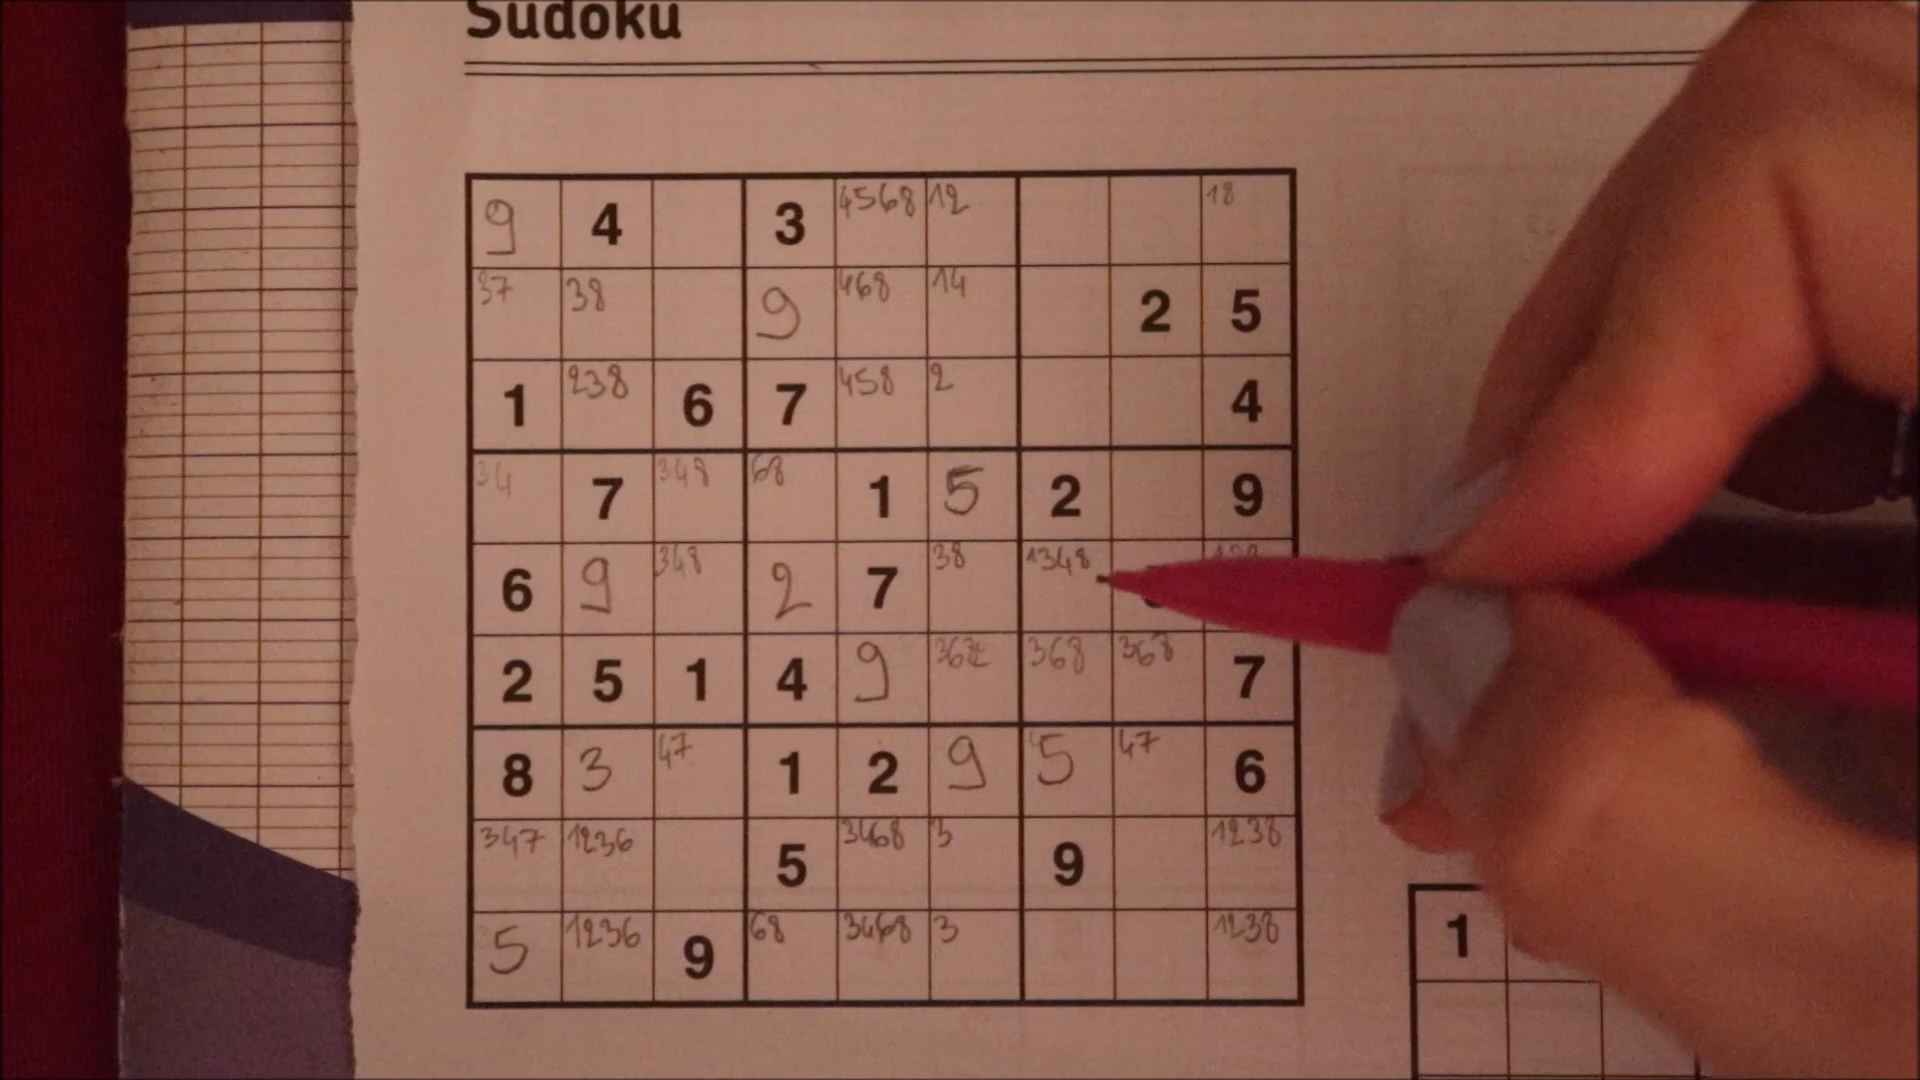 Sudoku
9 4 3 4568 12 18
37 38 9 468 14 2 5
1 238 6 7 458 2 4
34 7 348 68 1 5 2 9
6 9 348 2 7 38 1348
2 5 1 4 9 368 368 7
8 3 47 1 2 9 5 47 6
347 1236 5 3468 3 9 1238
5 1236 9 68 3468 3 1238
1